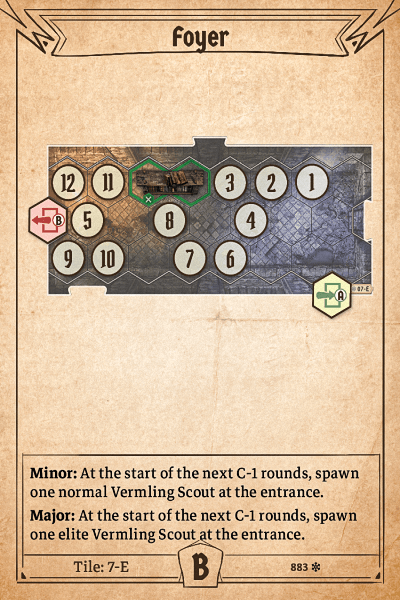 Foyer
12 11 3 2 1
B 5 8 4
9 10 7 6
A
07-E
Minor: At the start of the next C-1 rounds, spawn
one normal Vermling Scout at the entrance.
Major: At the start of the next C-1 rounds, spawn
one elite Vermling Scout at the entrance.
Tile: 7-E B 883